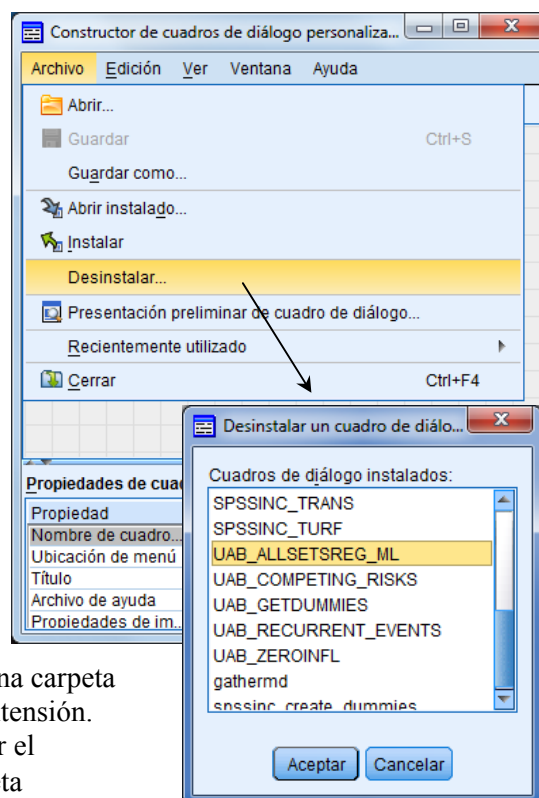 Constructor de cuadros de diálogo personaliza...
Archivo Edición Ver Ventana Ayuda
Abrir...
Guardar Ctrl+S
Guardar como...
Abrir instalado...
Instalar
Desinstalar...
Presentación preliminar de cuadro de diálogo...
Recientemente utilizado
Cerrar Ctrl+F4
Propiedades de cua
Propiedad
Nombre de cuadro...
Ubicación de menú
Título
Archivo de ayuda
Propiedades de im...
Desinstalar un cuadro de diálo...
Cuadros de diálogo instalados:
SPSSINC_TRANS
SPSSINC_TURF
UAB_ALLSETSREG_ML
UAB_COMPETING_RISKS
UAB_GETDUMMIES
UAB_RECURRENT_EVENTS
UAB_ZEROINFL
gathermd
spssinc_create_dummies
Aceptar Cancelar
na carpeta
tensión.
r el
eta